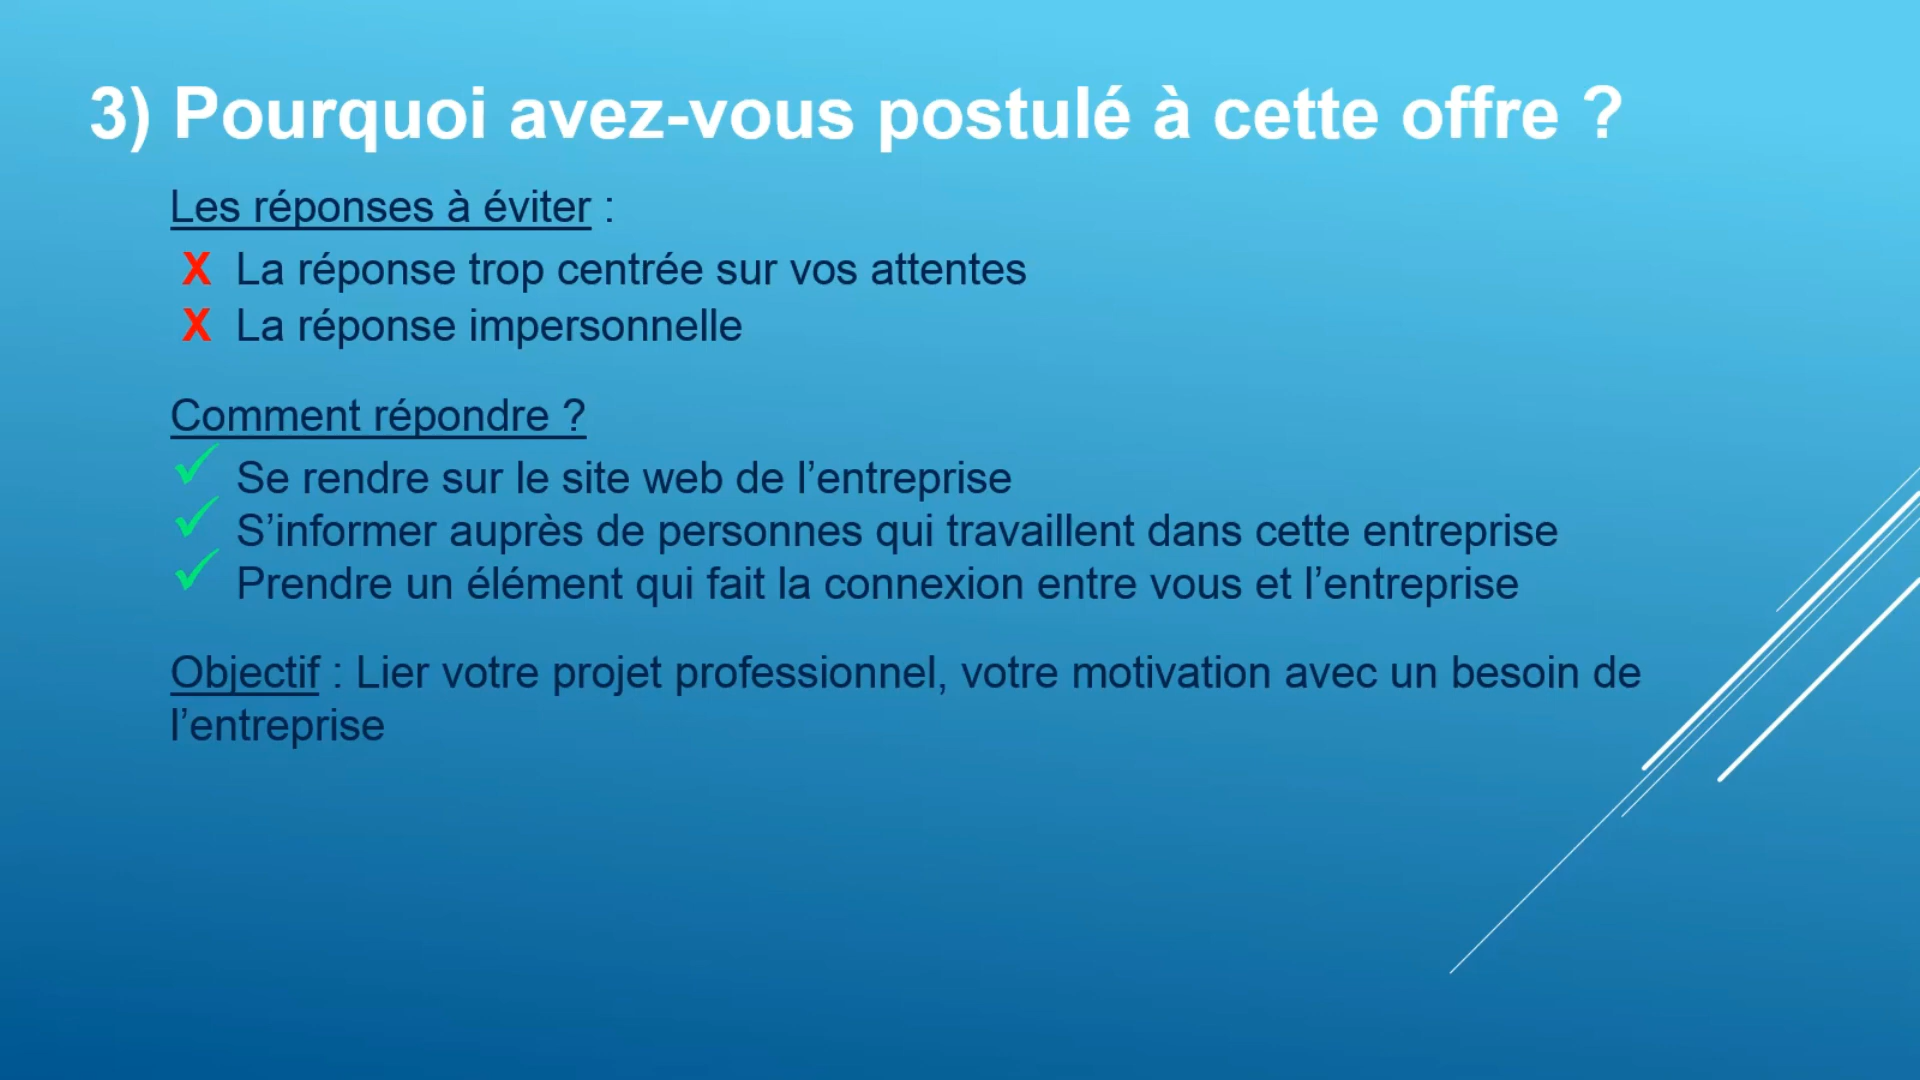 3) Pourquoi avez-vous postulé à cette offre ?
Les réponses à éviter :
X La réponse trop centrée sur vos attentes
X La réponse impersonnelle
Comment répondre ?
✓ Se rendre sur le site web de l’entreprise
✓ S’informer auprès de personnes qui travaillent dans cette entreprise
✓ Prendre un élément qui fait la connexion entre vous et l’entreprise
Objectif : Lier votre projet professionnel, votre motivation avec un besoin de
l’entreprise